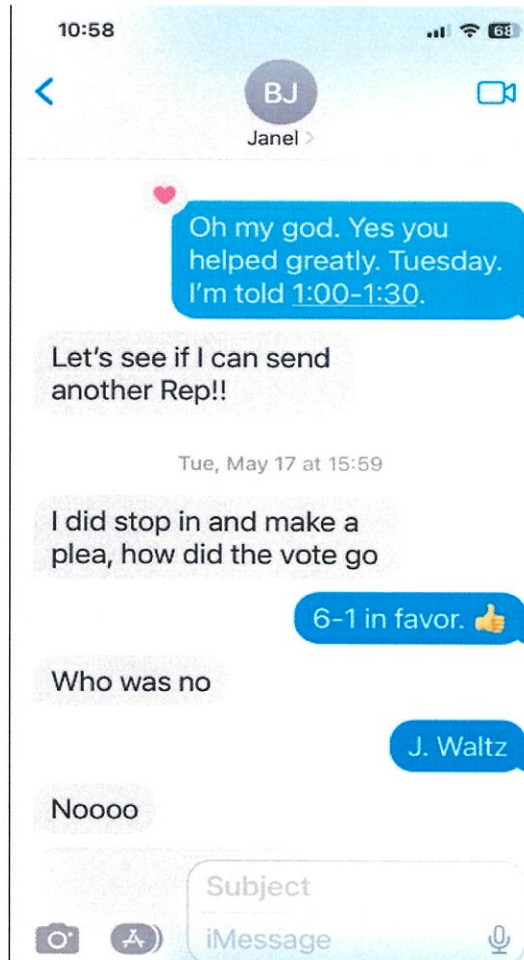 10:58
68
BJ
Janel >
Oh my god. Yes you
helped greatly. Tuesday.
I'm told 1:00-1:30.
Let's see if I can send
another Rep!!
Tue, May 17 at 15:59
I did stop in and make a
plea, how did the vote go
6-1 in favor. 👍
Who was no
J. Waltz
Noooo
Subject
iMessage